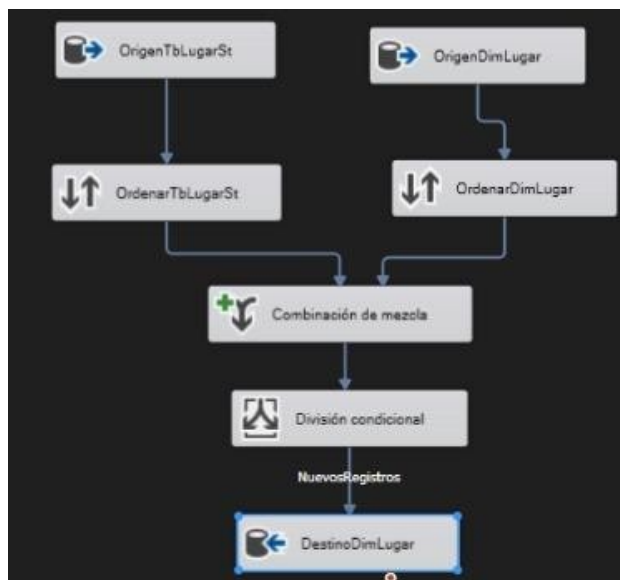 OrigenTbLugarSt
OrigenDimLugar
OrdenarTbLugarSt
OrdenarDimLugar
Combinación de mezcla
División condicional
NuevosRegistros
DestinoDimLugar